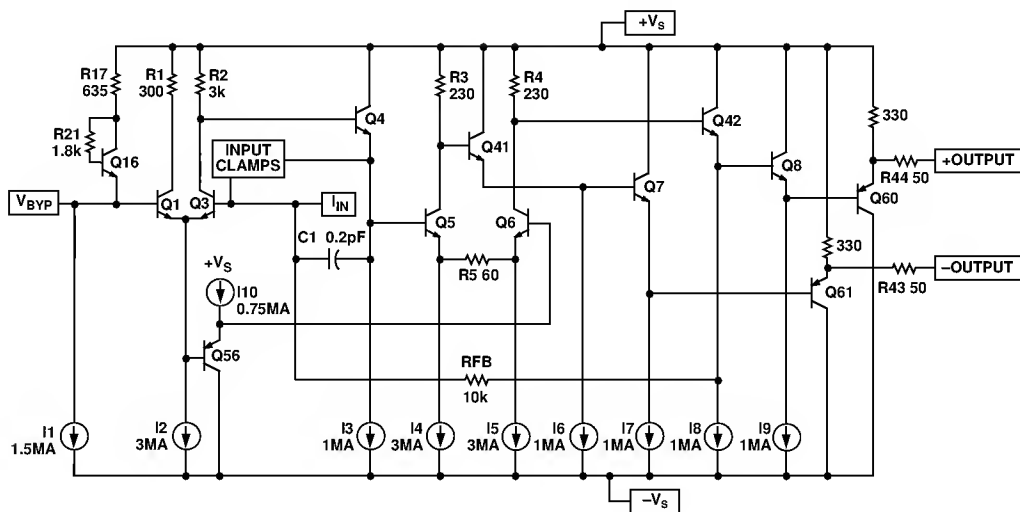 +VS
R17
635
R1
300
R2
3k
R3
230
R4
230
330
R21
1.8k
Q16
INPUT
CLAMPS
Q4
Q41
Q42
Q8
+OUTPUT
R44 50
Q60
VBYP
Q1
Q3
IIN
Q7
Q5
Q6
C1 0.2pF
R5 60
330
–OUTPUT
R43 50
Q61
+VS
I10
0.75MA
Q56
RFB
10k
I1
1.5MA
I2
3MA
I3
1MA
I4
3MA
I5
3MA
I6
1MA
I7
1MA
I8
1MA
I9
1MA
–VS